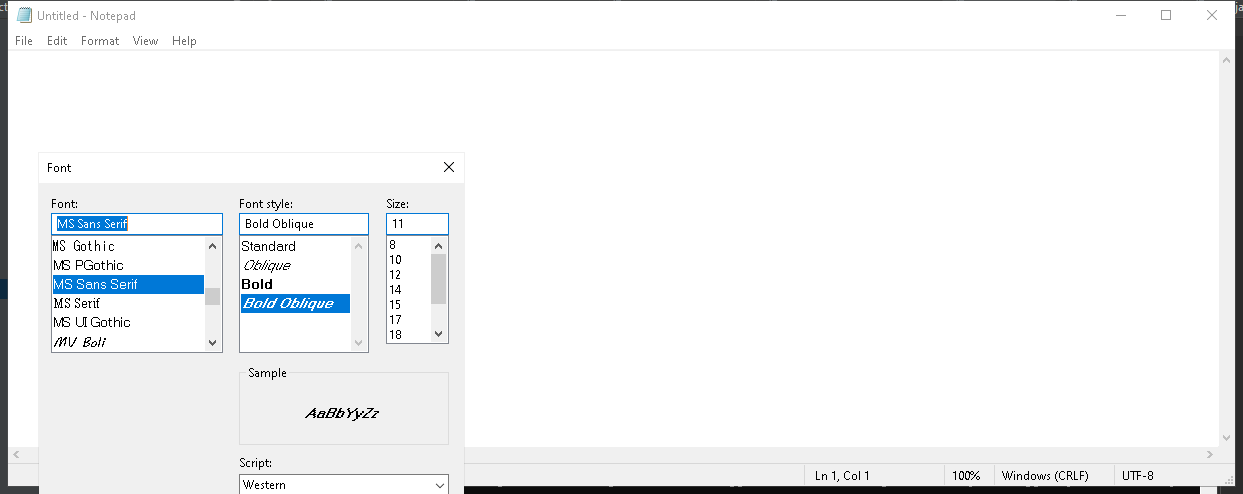 Untitled - Notepad
File Edit Format View Help
Font
Font: Font style: Size:
MS Sans Serif Bold Oblique 11
MS Gothic
MS PGothic
MS Sans Serif
MS Serif
MS UI Gothic
MV Boli
Standard
Oblique
Bold
Bold Oblique
8
10
12
14
15
17
18
Sample
AaBbYyZz
Script:
Western
Ln 1, Col 1 100% Windows (CRLF) UTF-8